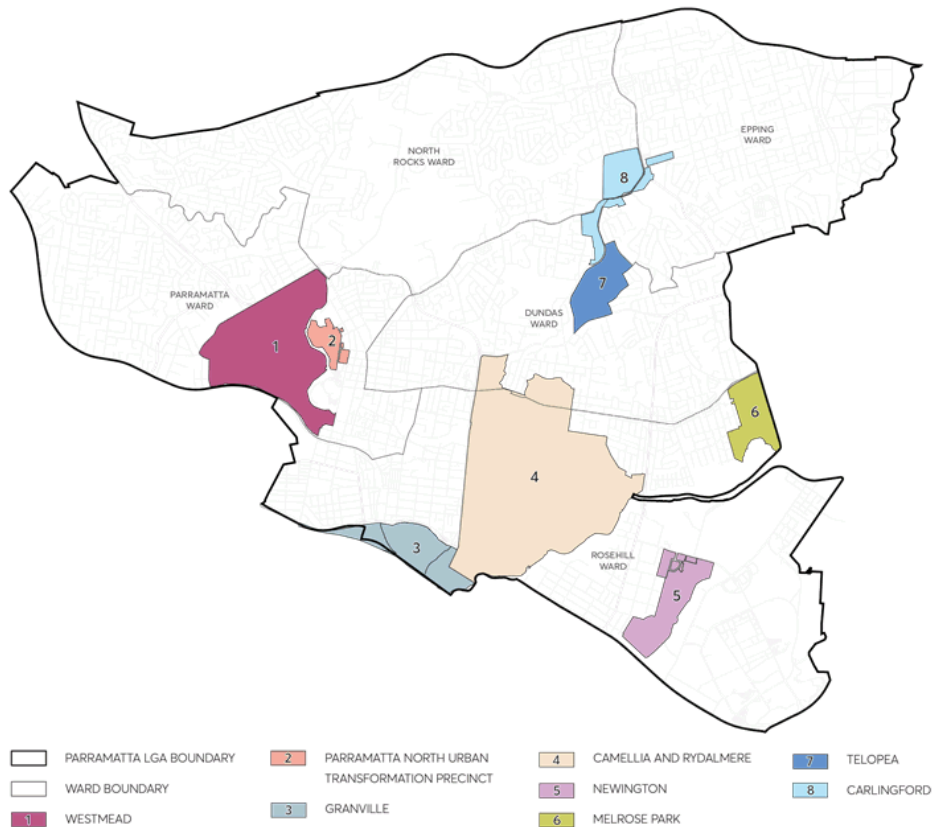 EPPING
WARD
NORTH
ROCKS WARD
8
7
PARRAMATTA
WARD
DUNDAS
WARD
1
2
6
4
3
ROSEHILL
WARD
5
PARRAMATTA LGA BOUNDARY
WARD BOUNDARY
1 WESTMEAD
2 PARRAMATTA NORTH URBAN
TRANSFORMATION PRECINCT
3 GRANVILLE
4 CAMELLIA AND RYDALMERE
5 NEWINGTON
6 MELROSE PARK
7 TELOPEA
8 CARLINGFORD